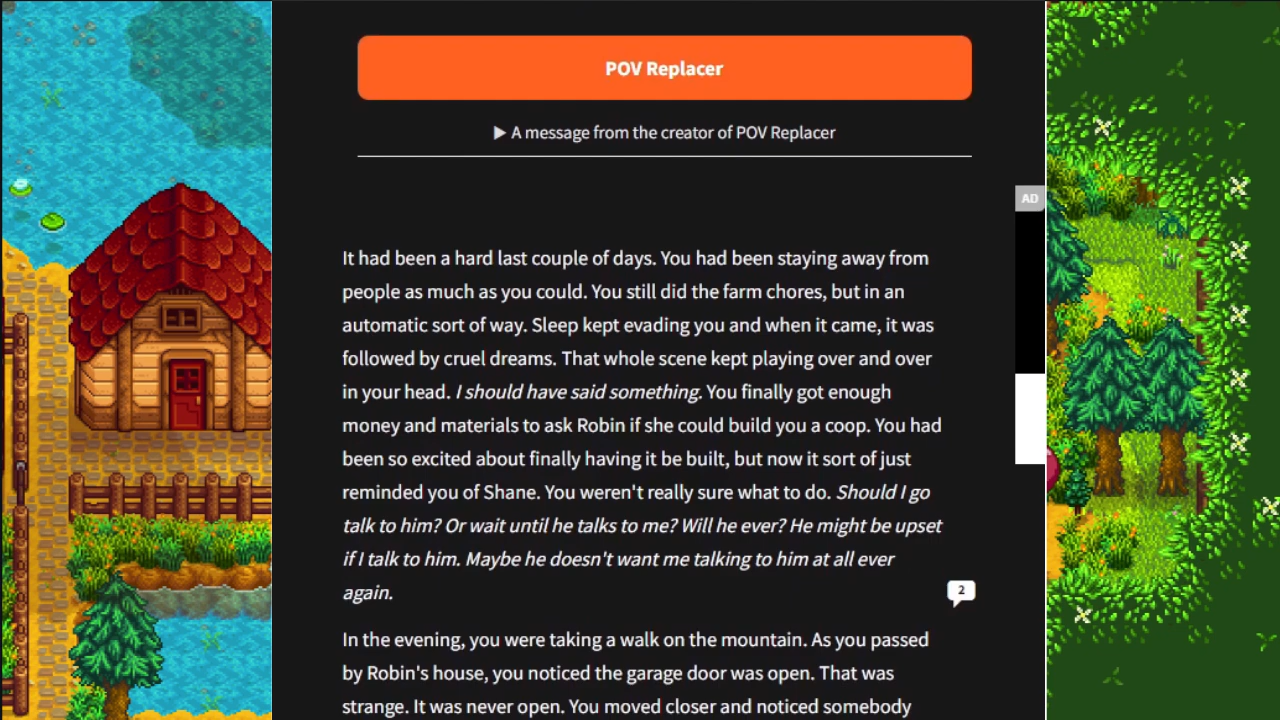 POV Replacer
▶ A message from the creator of POV Replacer
AD
It had been a hard last couple of days. You had been staying away from
people as much as you could. You still did the farm chores, but in an
automatic sort of way. Sleep kept evading you and when it came, it was
followed by cruel dreams. That whole scene kept playing over and over
in your head. I should have said something. You finally got enough
money and materials to ask Robin if she could build you a coop. You had
been so excited about finally having it be built, but now it sort of just
reminded you of Shane. You weren't really sure what to do. Should I go
talk to him? Or wait until he talks to me? Will he ever? He might be upset
if I talk to him. Maybe he doesn't want me talking to him at all ever
again.
2
In the evening, you were taking a walk on the mountain. As you passed
by Robin's house, you noticed the garage door was open. That was
strange. It was never open. You moved closer and noticed somebody